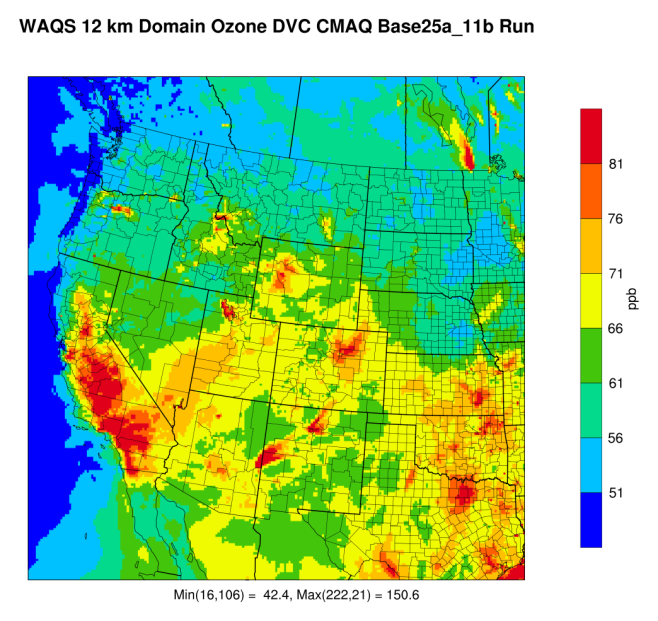 WAQS 12 km Domain Ozone DVC CMAQ Base25a_11b Run
81
76
71
ppb
66
61
56
51
Min(16,106) = 42.4, Max(222,21) = 150.6